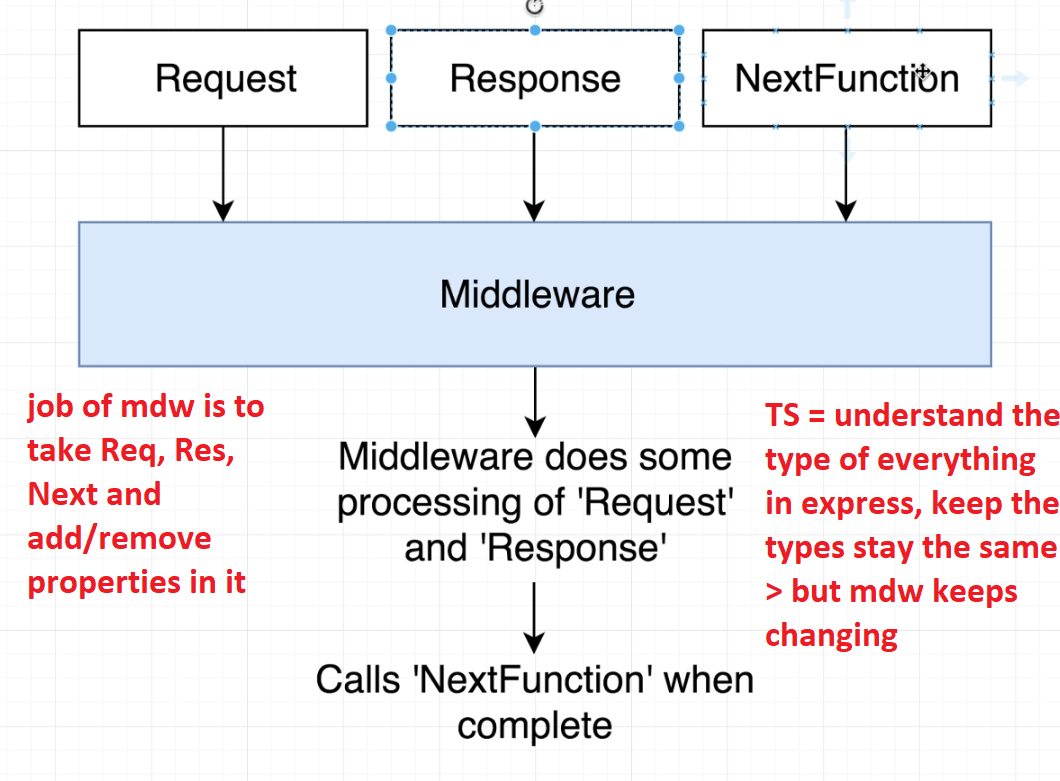 Request
Response
NextFunction
Middleware
job of mdw is to
take Req, Res,
Next and
add/remove
properties in it
Middleware does some
processing of 'Request'
and 'Response'
TS = understand the
type of everything
in express, keep the
types stay the same
> but mdw keeps
changing
Calls 'NextFunction' when
complete